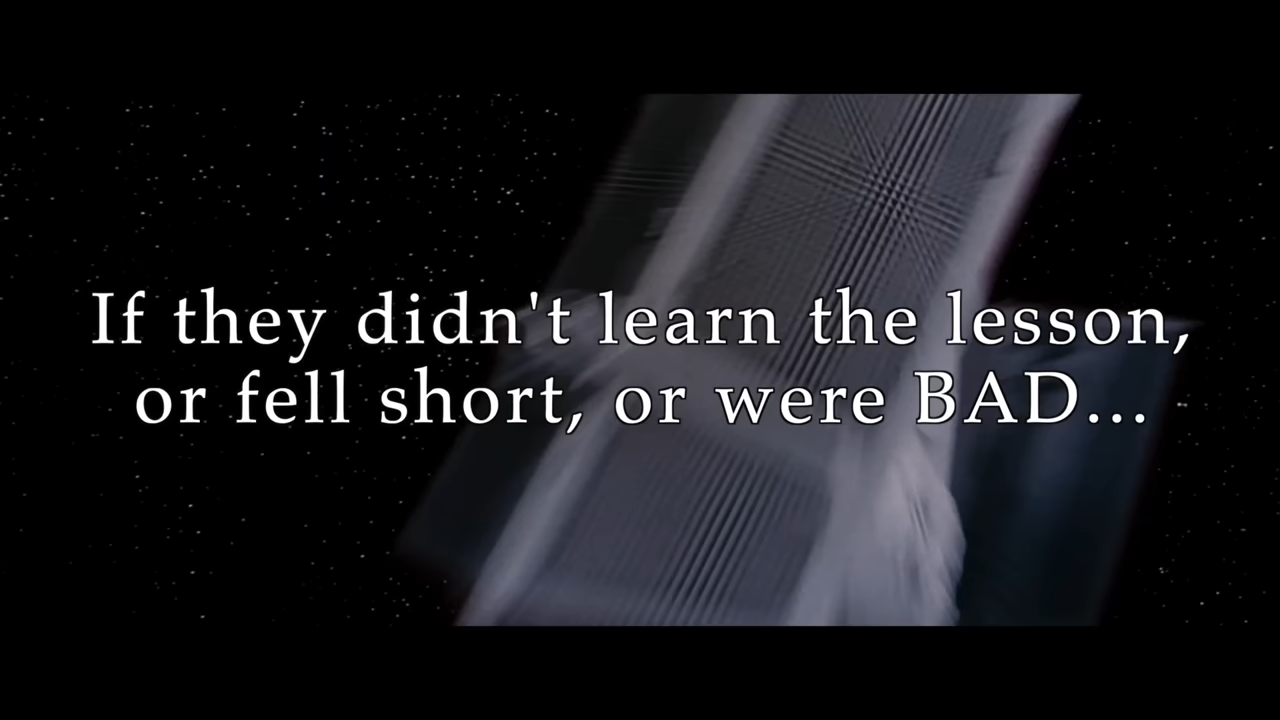 If they didn't learn the lesson,
or fell short, or were BAD...